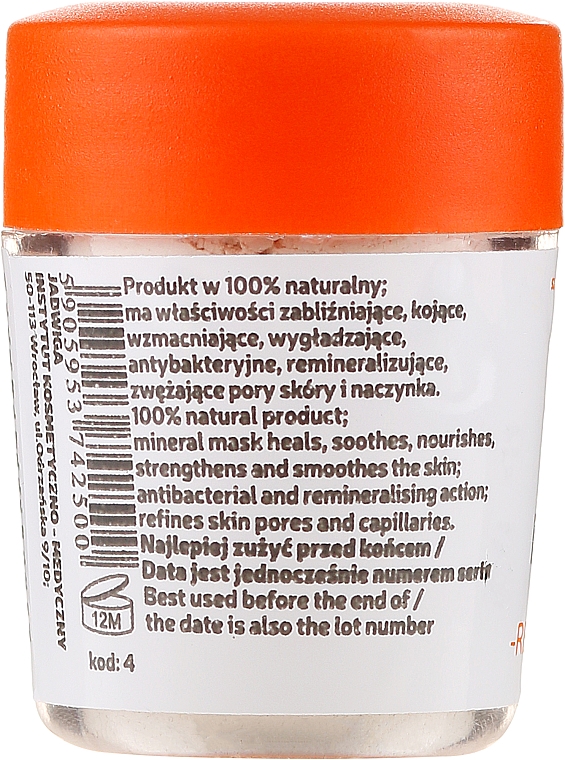 Produkt w 100% naturalny;
ma właściwości zabliźniające, kojące,
wzmacniające, wygładzające,
antybakteryjne, remineralizujące,
zwężające pory skóry i naczynka.
100% natural product;
mineral mask heals, soothes, nourishes,
strengthens and smoothes the skin;
antibacterial and remineralising action;
refines skin pores and capillaries.
Najlepiej zużyć przed końcem /
Data jest jednocześnie numerem serii
Best used before the end of /
the date is also the lot number
12M
kod: 4
5905953742500
JADWIGA
INSTYTUT KOSMETYCZNO - MEDYCZNY
50-113 Wrocław, ul.Odrzańska 9/10;